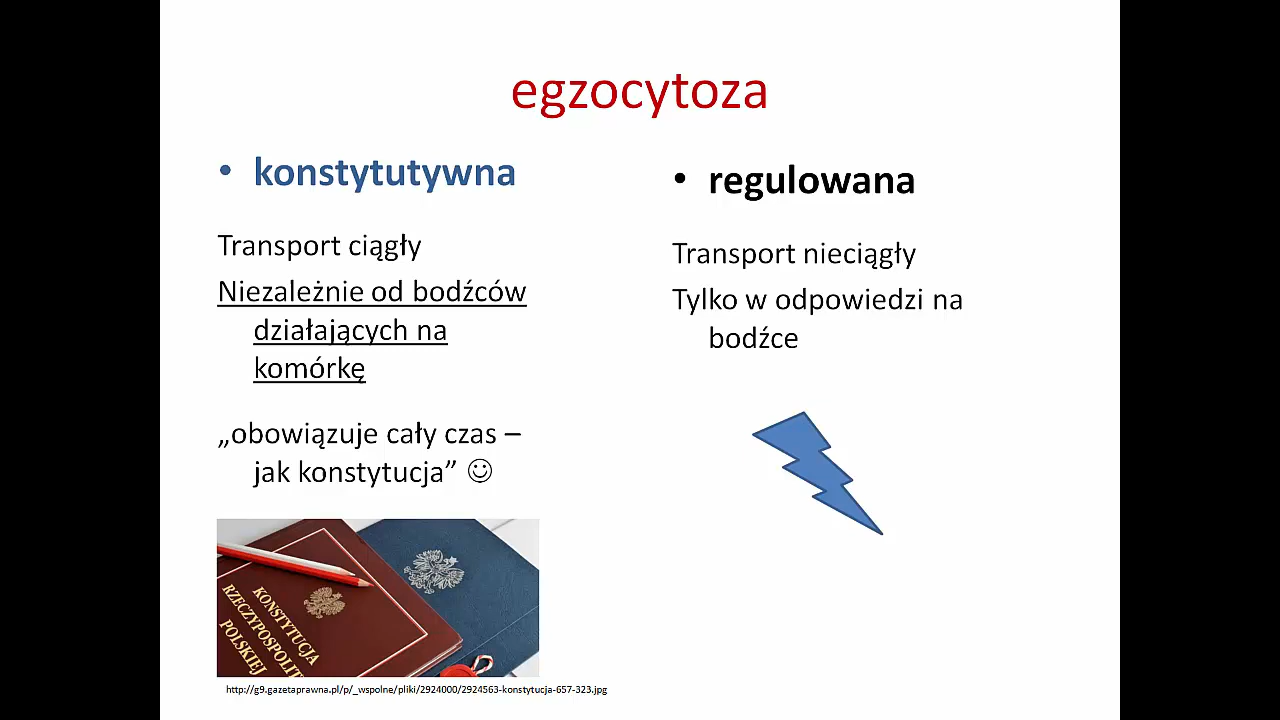 egzocytoza
• konstytutywna
Transport ciągły
Niezależnie od bodźców
działających na
komórkę
„obowiązuje cały czas –
jak konstytucja” ☺
KONSTYTUCJA
RZECZYPOSPOLIT
POLSKIEJ
http://g9.gazetaprawna.pl/p/_wspolne/pliki/2924000/2924563-konstytucja-657-323.jpg
• regulowana
Transport nieciągły
Tylko w odpowiedzi na
bodźce